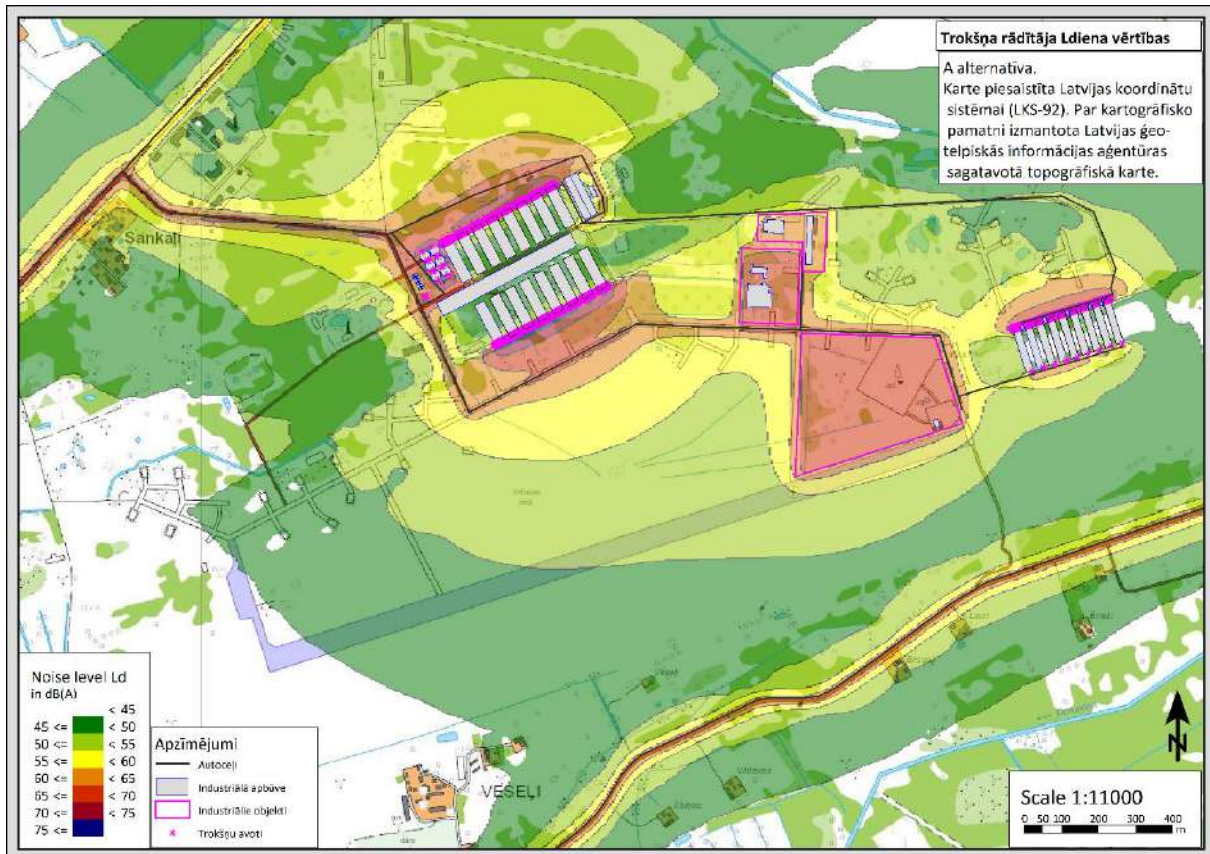 Trokšņa rādītāja Ldiena vērtības
A alternatīva.
Karte piesaistīta Latvijas koordinātu
sistēmai (LKS-92). Par kartogrāfisko
pamatni izmantota Latvijas ģeo-
telpiskās informācijas aģentūras
sagatavotā topogrāfiskā karte.
Sankaļi
VESEĻI
Noise level Ld
in dB(A)
< 45
45 <= < 50
50 <= < 55
55 <= < 60
60 <= < 65
65 <= < 70
70 <= < 75
75 <=
Apzīmējumi
Autoceļi
Industriālā apbūve
Industriālie objekti
Trokšņu avoti
N
Scale 1:11000
0 50 100 200 300 400
m